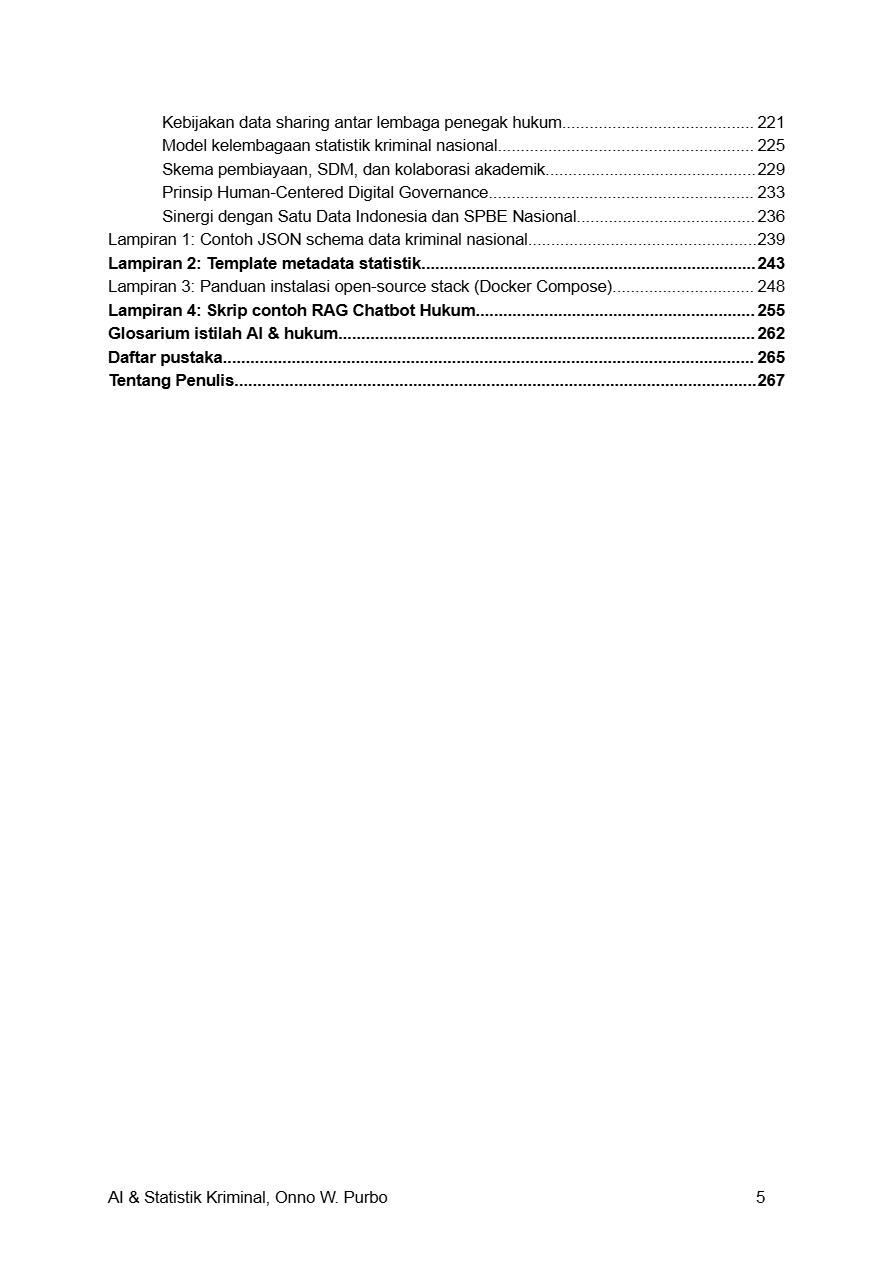 Kebijakan data sharing antar lembaga penegak hukum.......................................... 221
Model kelembagaan statistik kriminal nasional........................................................ 225
Skema pembiayaan, SDM, dan kolaborasi akademik..............................................229
Prinsip Human-Centered Digital Governance.......................................................... 233
Sinergi dengan Satu Data Indonesia dan SPBE Nasional.......................................236
Lampiran 1: Contoh JSON schema data kriminal nasional..................................................239
Lampiran 2: Template metadata statistik.........................................................................243
Lampiran 3: Panduan instalasi open-source stack (Docker Compose)............................... 248
Lampiran 4: Skrip contoh RAG Chatbot Hukum............................................................. 255
Glosarium istilah AI & hukum........................................................................................... 262
Daftar pustaka.................................................................................................................... 265
Tentang Penulis..................................................................................................................267
AI & Statistik Kriminal, Onno W. Purbo 5